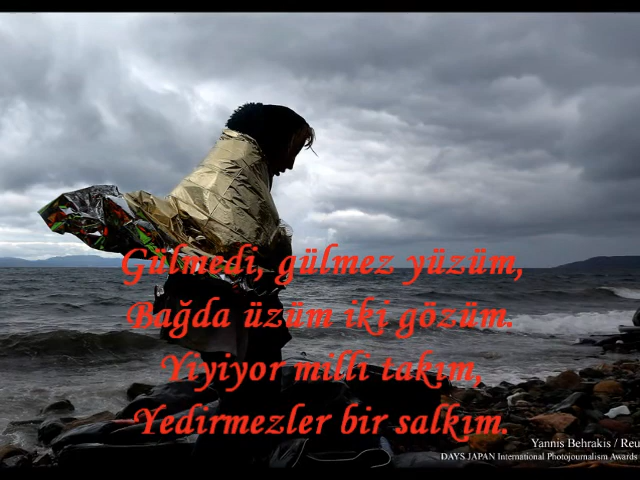 Gülmedi, gülmez yüzüm,
Bağda üzüm iki gözüm.
Yiyiyor milli takım,
Yedirmezler bir salkım.
Yannis Behrakis / Reu
DAYS JAPAN International Photojournalism Awards